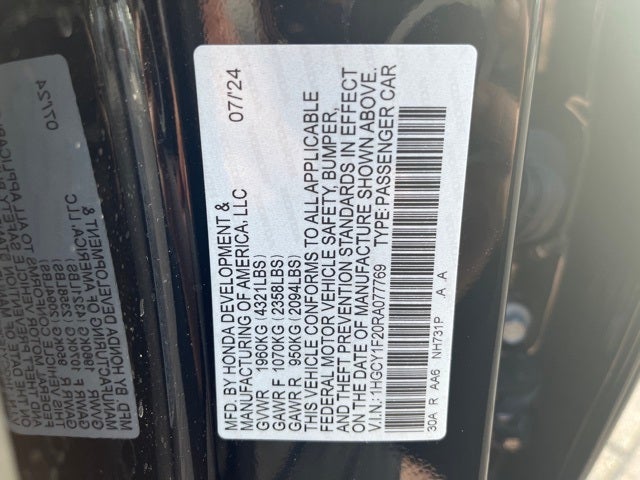 MFD. BY HONDA DEVELOPMENT & 07/'24
MANUFACTURING OF AMERICA, LLC
GVWR 1960KG (4321LBS)
GAWR F 1070KG (2358LBS)
GAWR R 950KG (2094LBS)
THIS VEHICLE CONFORMS TO ALL APPLICABLE
FEDERAL MOTOR VEHICLE SAFETY, BUMPER,
AND THEFT PREVENTION STANDARDS IN EFFECT
ON THE DATE OF MANUFACTURE SHOWN ABOVE.
V.I.N.:1HGCY1F20RA077769 TYPE:PASSENGER CAR
30A R AA6 NH731P A A